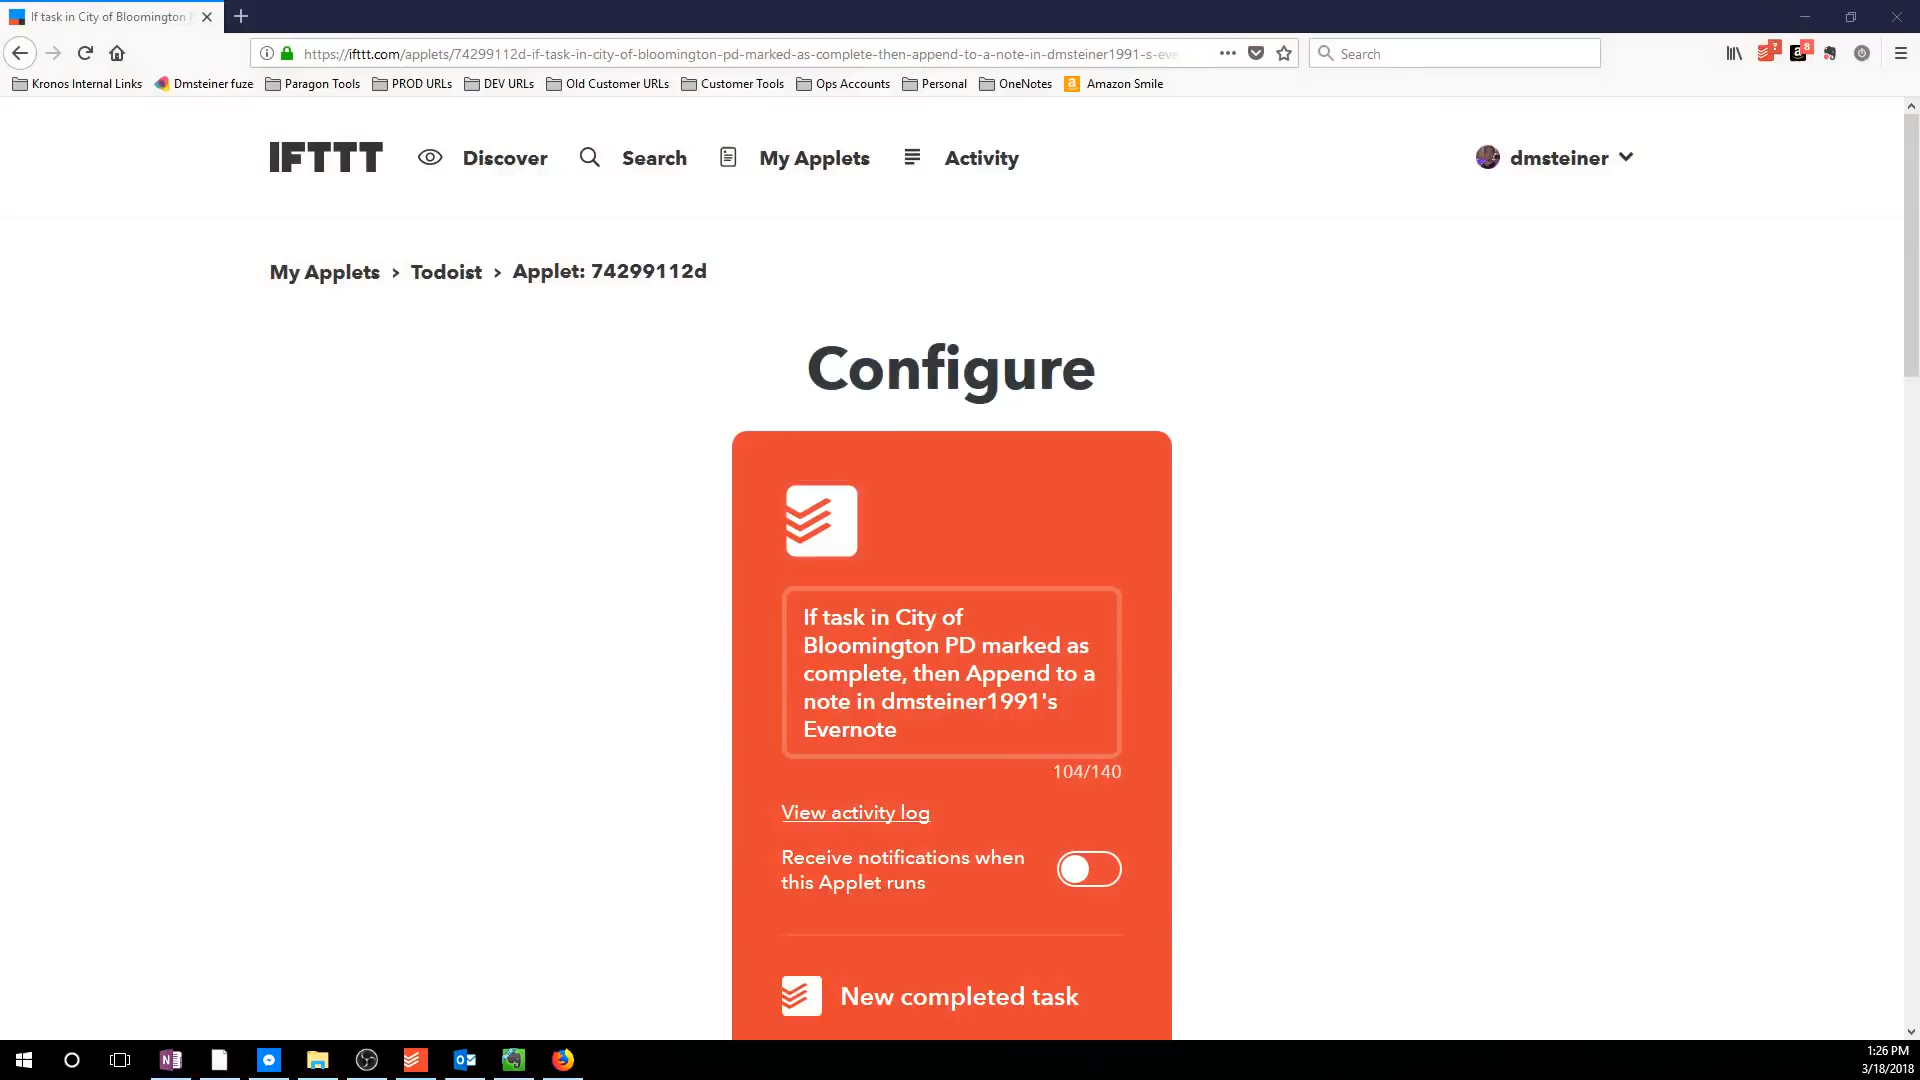 If task in City of Bloomington
https://ifttt.com/applets/74299112d-if-task-in-city-of-bloomington-pd-marked-as-complete-then-append-to-a-note-in-dmsteiner1991-s-eve
Search
Kronos Internal Links
Dmsteiner fuze
Paragon Tools
PROD URLs
DEV URLs
Old Customer URLs
Customer Tools
Ops Accounts
Personal
OneNotes
Amazon Smile
IFTTT
Discover
Search
My Applets
Activity
dmsteiner
My Applets > Todoist > Applet: 74299112d
Configure
If task in City of
Bloomington PD marked as
complete, then Append to a
note in dmsteiner1991's
Evernote
104/140
View activity log
Receive notifications when
this Applet runs
New completed task
1:26 PM
3/18/2018